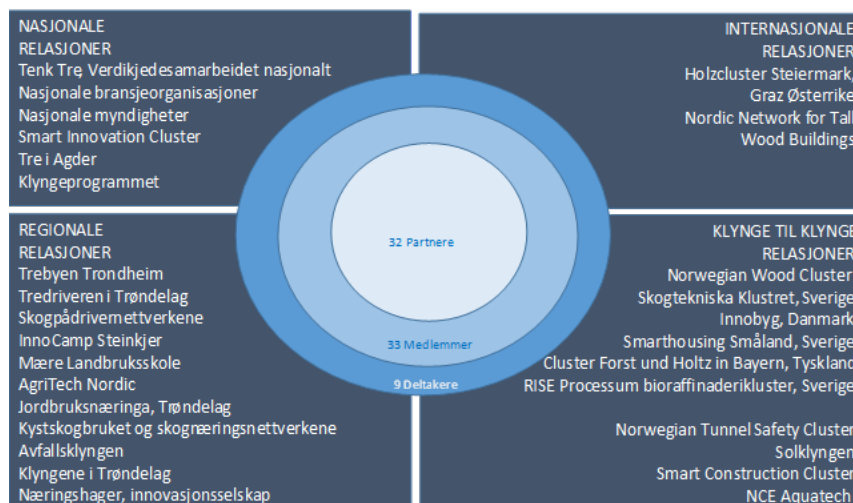 NASJONALE
RELASJONER
Tenk Tre, Verdikjedesamarbeidet nasjonalt
Nasjonale bransjeorganisasjoner
Nasjonale myndigheter
Smart Innovation Cluster
Tre i Agder
Klyngeprogrammet
INTERNASJONALE
RELASJONER
Holzcluster Steiermark,
Graz Østerrike
Nordic Network for Tall
Wood Buildings
32 Partnere
33 Medlemmer
9 Deltakere
REGIONALE
RELASJONER
Trebyen Trondheim
Tredriveren i Trøndelag
Skogpådrivernettverkene
InnoCamp Steinkjer
Mære Landbruksskole
AgriTech Nordic
Jordbruksnæringa, Trøndelag
Kystskogbruket og skognæringsnettverkene
Avfallsklyngen
Klyngene i Trøndelag
Næringshager, innovasjonsselskap
KLYNGE TIL KLYNGE
RELASJONER
Norwegian Wood Cluster
Skogtekniska Klustret, Sverige
Innobyg, Danmark
Smarthousing Småland, Sverige
Cluster Forst und Holtz in Bayern, Tyskland
RISE Processum bioraffinaderikluster, Sverige
Norwegian Tunnel Safety Cluster
Solklyngen
Smart Construction Cluster
NCE Aquatech